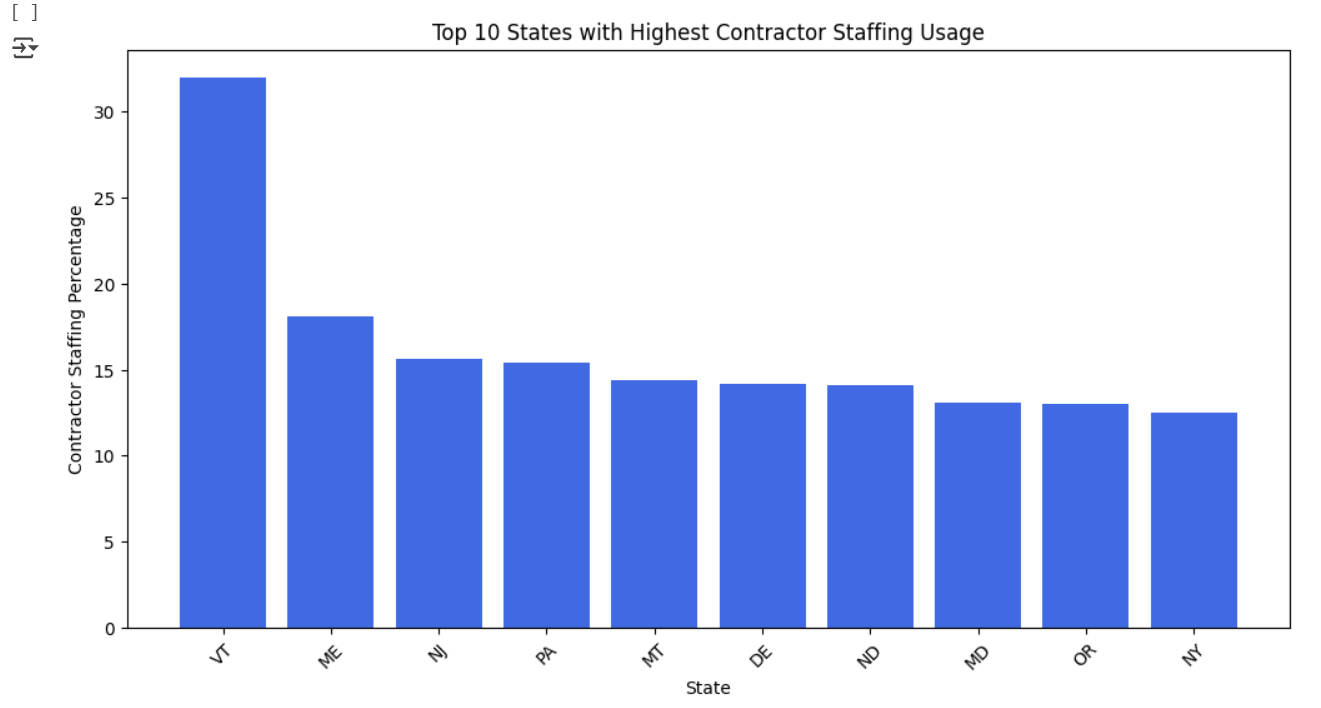 [ ]
Top 10 States with Highest Contractor Staffing Usage
Contractor Staffing Percentage
30
25
20
15
10
5
0
VT ME NJ PA MT DE ND MD OR NY
State